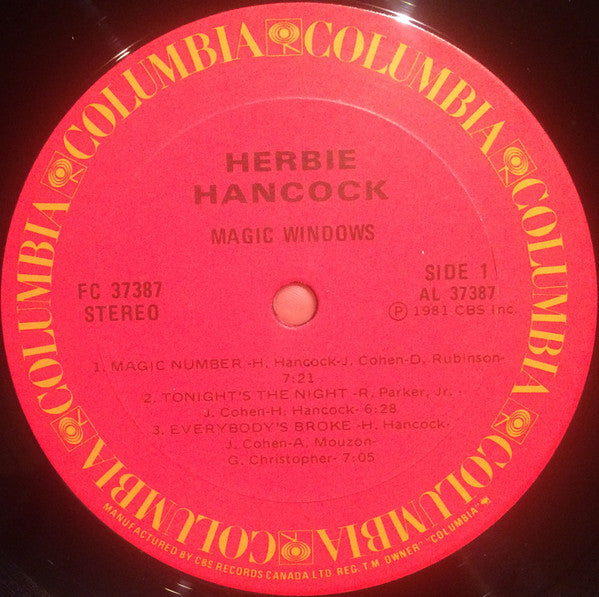 COLUMBIA COLUMBIA COLUMBIA COLUMBIA COLUMBIA COLUMBIA COLUMBIA COLUMBIA
HERBIE
HANCOCK
MAGIC WINDOWS
FC 37387
STEREO
SIDE 1
AL 37387
Ⓟ 1981 CBS Inc.
1. MAGIC NUMBER -H. Hancock-J. Cohen-D. Rubinson-
7:21
2. TONIGHT'S THE NIGHT -R. Parker, Jr. -
J. Cohen-H. Hancock- 6:28
3. EVERYBODY'S BROKE -H. Hancock-
J. Cohen-A. Mouzon-
G. Christopher- 7:05
MANUFACTURED BY CBS RECORDS CANADA LTD REG. T.M. OWNER "COLUMBIA"